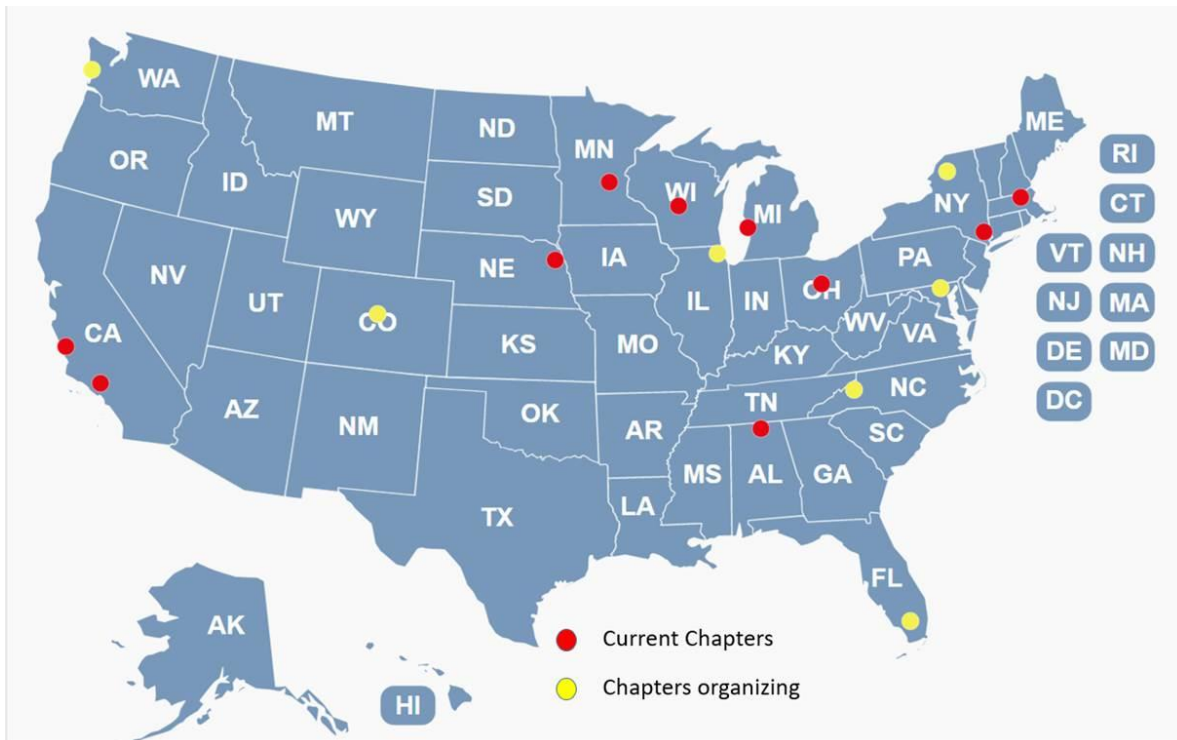 WA
MT
ND
MN
ME
OR
ID
SD
WI
MI
NY
RI
WY
CT
NV
UT
CO
NE
IA
IL
IN
OH
PA
VT
NH
CA
KS
MO
KY
WV
VA
NJ
MA
DE
MD
AZ
NM
OK
AR
TN
NC
DC
SC
TX
LA
MS
AL
GA
FL
AK
HI
Current Chapters
Chapters organizing